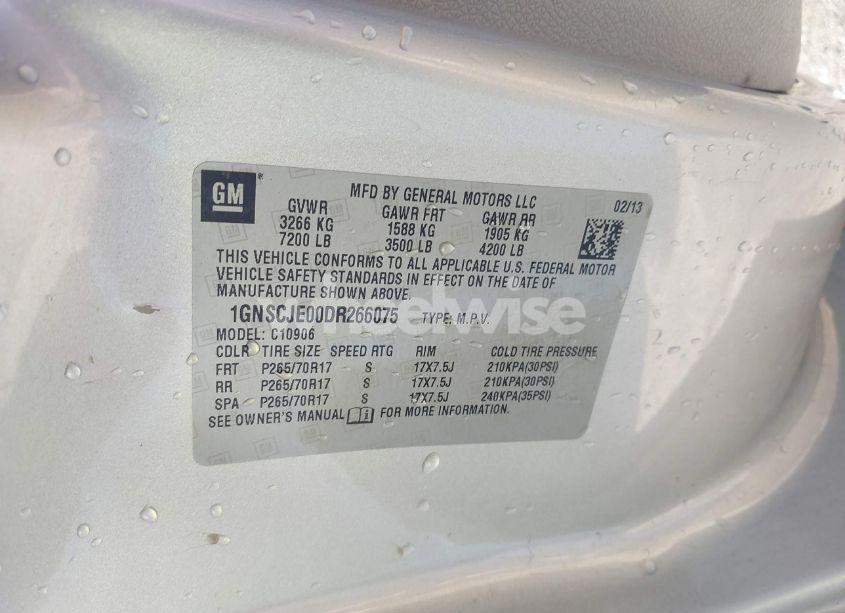 GM
MFD BY GENERAL MOTORS LLC
02/13
GVWR GAWR FRT GAWR RR
3266 KG 1588 KG 1905 KG
7200 LB 3500 LB 4200 LB
THIS VEHICLE CONFORMS TO ALL APPLICABLE U.S. FEDERAL MOTOR
VEHICLE SAFETY STANDARDS IN EFFECT ON THE DATE OF
MANUFACTURE SHOWN ABOVE.
1GNSCJE00DR266075 TYPE: M.P.V.
wheelwise
MODEL: C10906
COLR TIRE SIZE SPEED RTG RIM COLD TIRE PRESSURE
FRT P265/70R17 S 17X7.5J 210KPA(30PSI)
RR P265/70R17 S 17X7.5J 210KPA(30PSI)
SPA P265/70R17 S 17X7.5J 240KPA(35PSI)
SEE OWNER'S MANUAL FOR MORE INFORMATION.